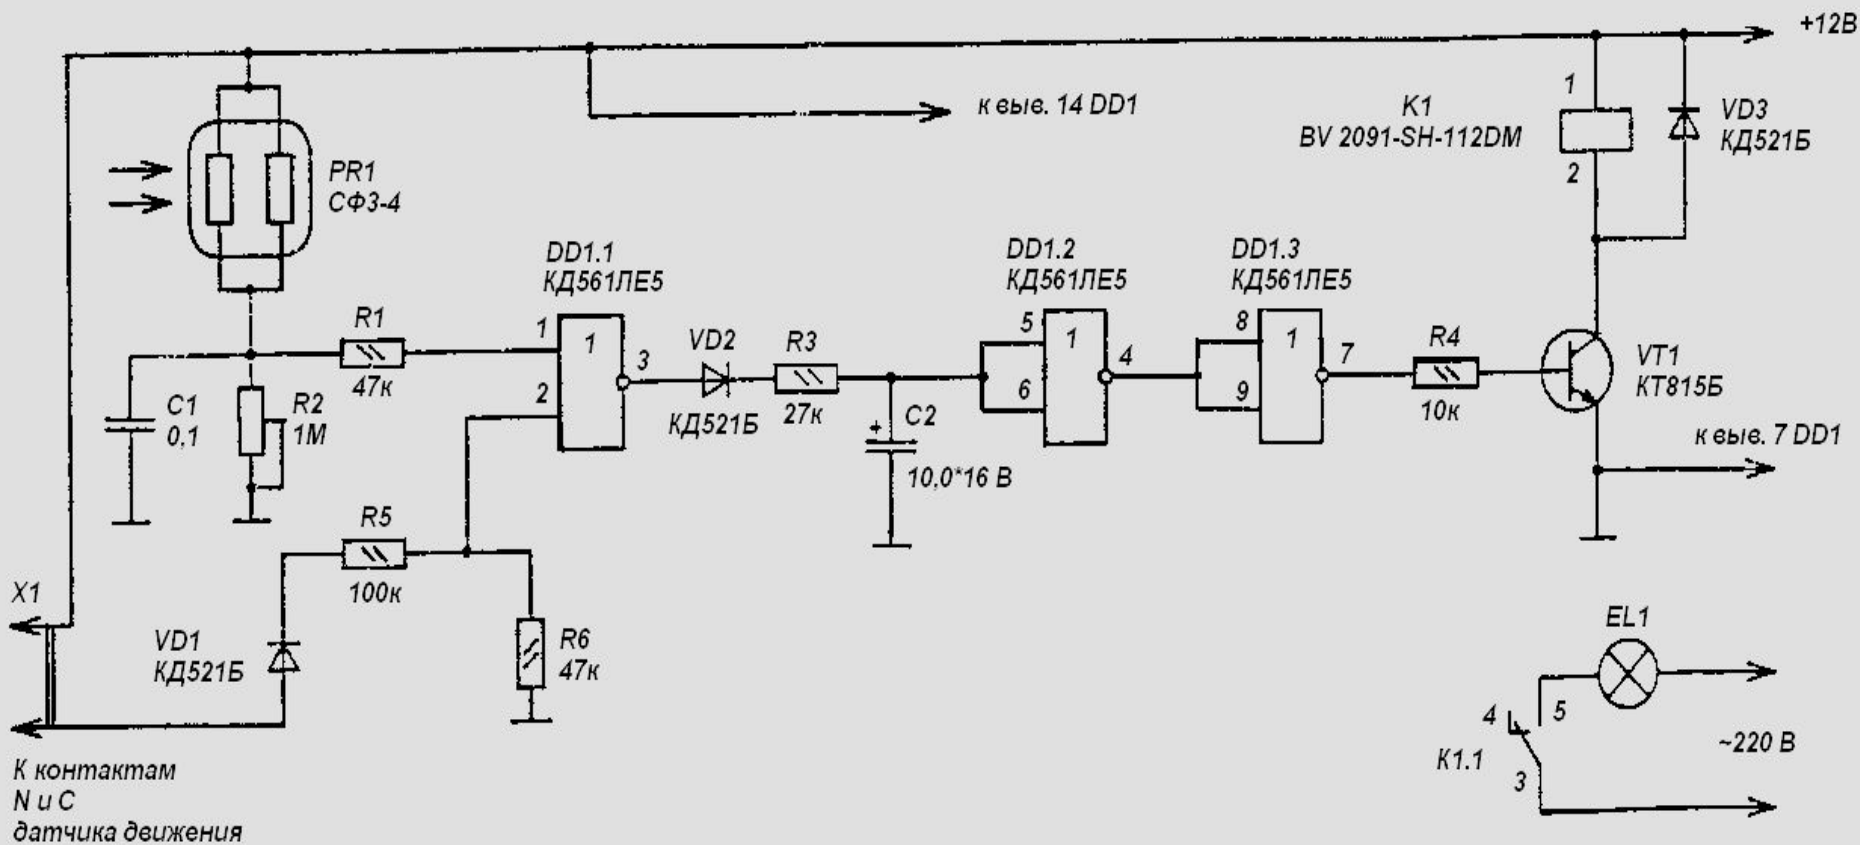 +12В
к выв. 14 DD1
1
K1
BV 2091-SH-112DM
2
VD3
КД521Б
PR1
СФ3-4
DD1.1
КД561ЛЕ5
DD1.2
КД561ЛЕ5
DD1.3
КД561ЛЕ5
R1
47к
1
2
1
3
VD2
КД521Б
R3
27к
5
6
1
4
8
9
1
7
R4
10к
VT1
КТ815Б
C1
0,1
R2
1М
+
C2
10,0*16 В
к выв. 7 DD1
R5
100к
X1
VD1
КД521Б
R6
47к
EL1
4
5
K1.1
3
~220 В
К контактам
N и C
датчика движения